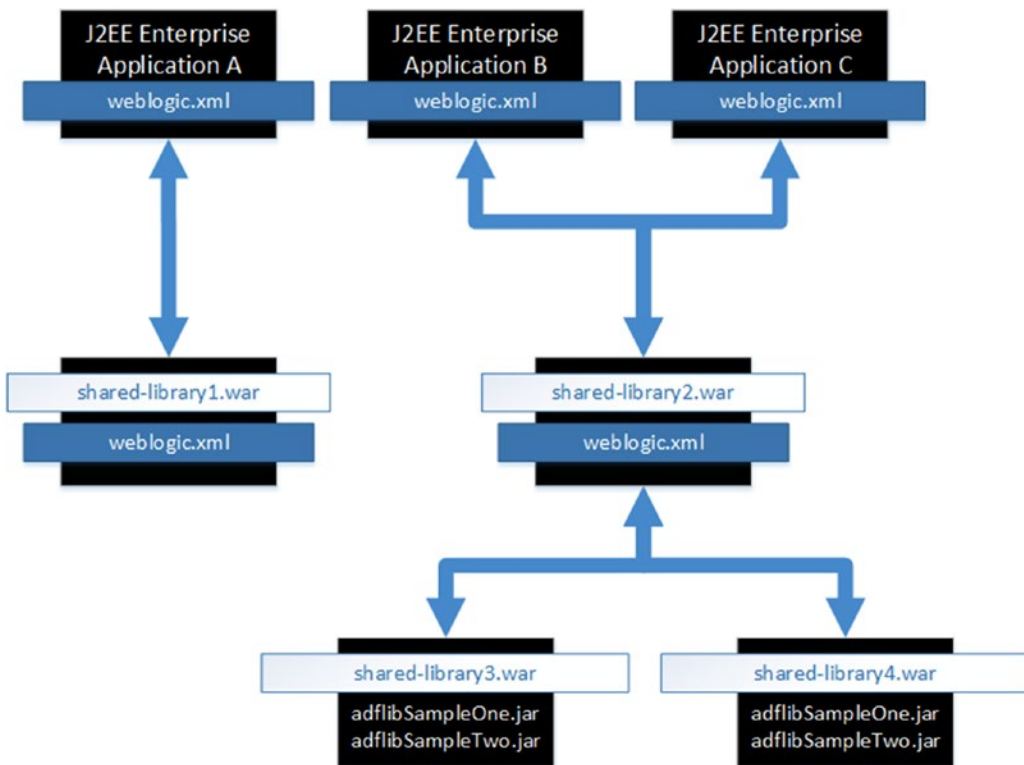 J2EE Enterprise
Application A
weblogic.xml
J2EE Enterprise
Application B
weblogic.xml
J2EE Enterprise
Application C
weblogic.xml
shared-library1.war
weblogic.xml
shared-library2.war
weblogic.xml
shared-library3.war
adflibSampleOne.jar
adflibSampleTwo.jar
shared-library4.war
adflibSampleOne.jar
adflibSampleTwo.jar